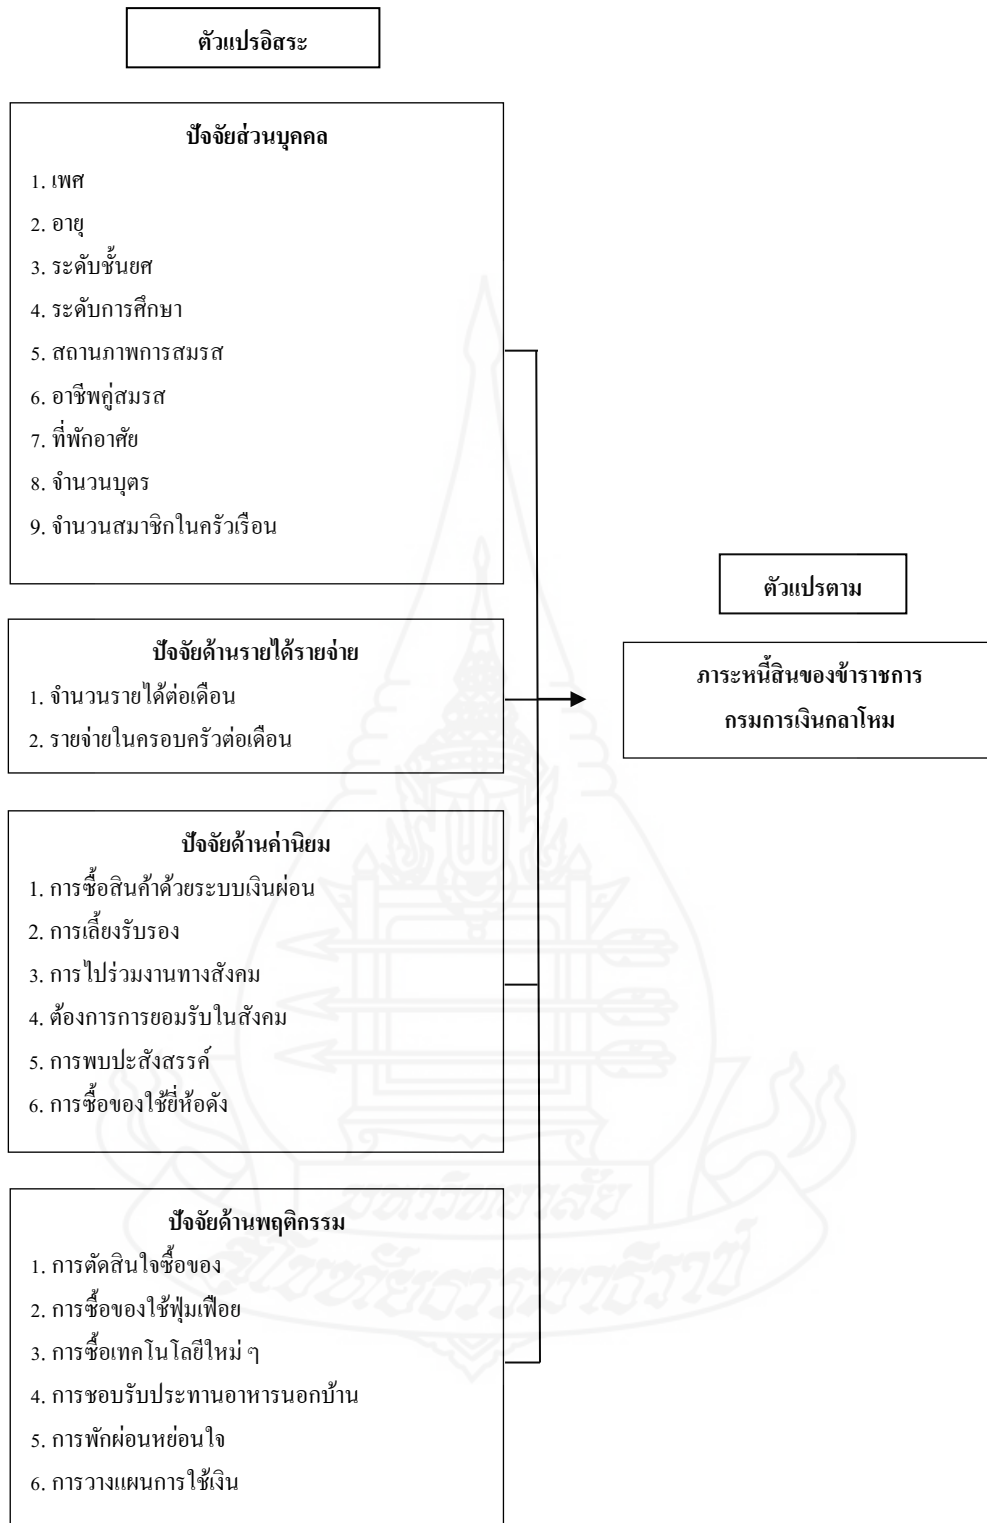 ตัวแปรอิสระ
ปัจจัยส่วนบุคคล
1. เพศ
2. อายุ
3. ระดับชั้นยศ
4. ระดับการศึกษา
5. สถานภาพการสมรส
6. อาชีพคู่สมรส
7. ที่พักอาศัย
8. จำนวนบุตร
9. จำนวนสมาชิกในครัวเรือน
ตัวแปรตาม
ปัจจัยด้านรายได้รายจ่าย
1. จำนวนรายได้ต่อเดือน
2. รายจ่ายในครอบครัวต่อเดือน
ภาระหนี้สินของข้าราชการ
กรมการเงินกลาโหม
ปัจจัยด้านค่านิยม
1. การซื้อสินค้าด้วยระบบเงินผ่อน
2. การเลี้ยงรับรอง
3. การไปร่วมงานทางสังคม
4. ต้องการการยอมรับในสังคม
5. การพบปะสังสรรค์
6. การซื้อของใช้ยี่ห้อดัง
ปัจจัยด้านพฤติกรรม
1. การตัดสินใจซื้อของ
2. การซื้อของใช้ฟุ่มเฟือย
3. การซื้อเทคโนโลยีใหม่ ๆ
4. การชอบรับประทานอาหารนอกบ้าน
5. การพักผ่อนหย่อนใจ
6. การวางแผนการใช้เงิน
มหาวิทยาลัย
สุโขทัยธรรมาธิราช